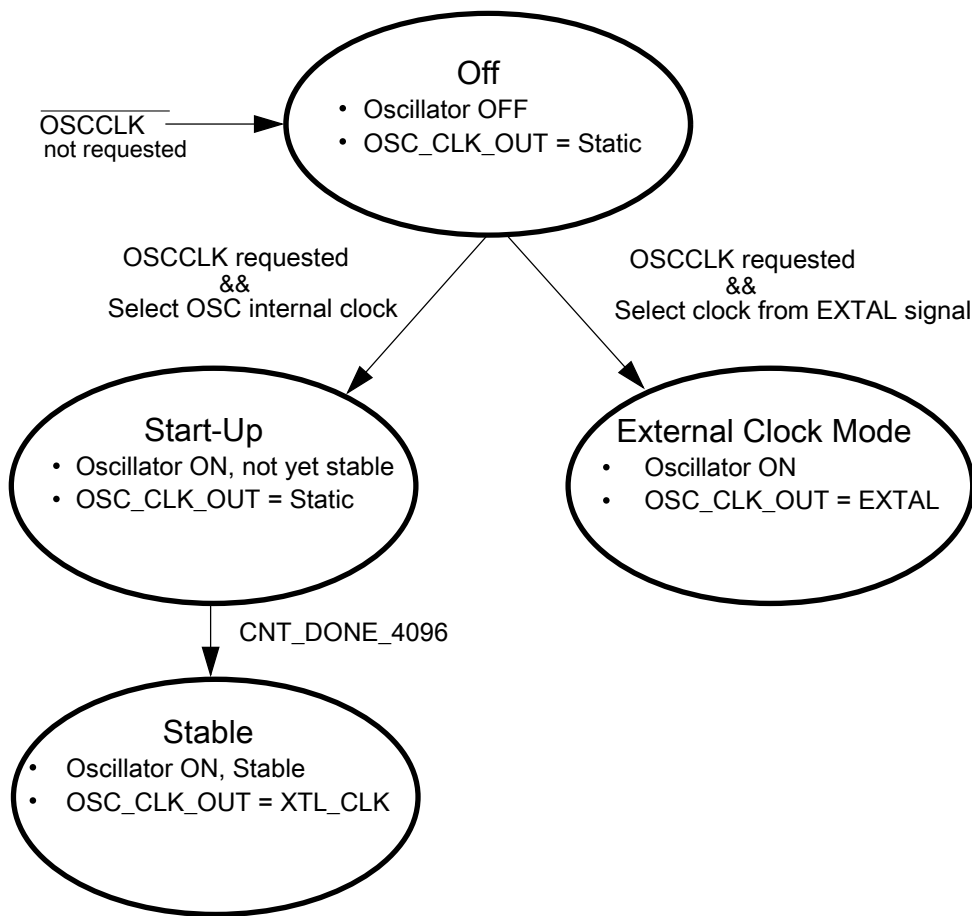 Off
• Oscillator OFF
• OSC_CLK_OUT = Static
OSCCLK
not requested
OSCCLK requested
&&
Select OSC internal clock
OSCCLK requested
&&
Select clock from EXTAL signal
Start-Up
• Oscillator ON, not yet stable
• OSC_CLK_OUT = Static
External Clock Mode
• Oscillator ON
• OSC_CLK_OUT = EXTAL
CNT_DONE_4096
Stable
• Oscillator ON, Stable
• OSC_CLK_OUT = XTL_CLK